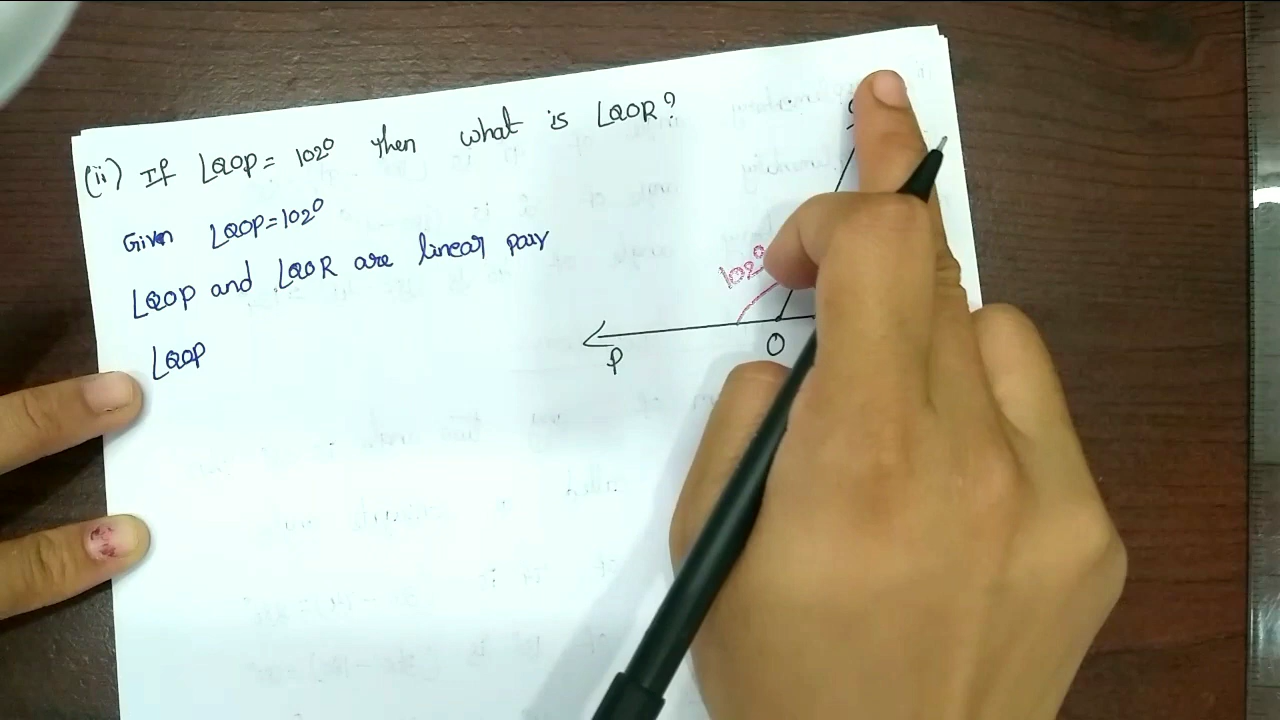 (ii) If ∟QOP = 102° then what is ∟QOR?
Given ∟QOP = 102°
∟QOP and ∟QOR are linear pair
∟QOP
102°
P
O